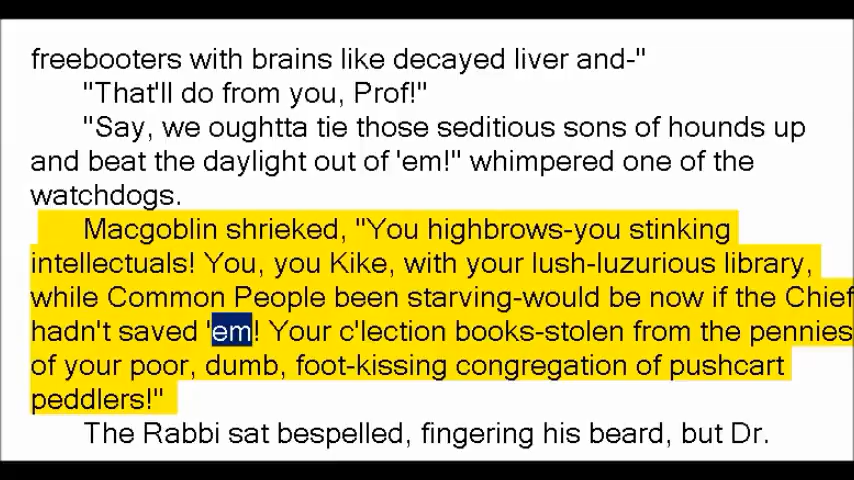 freebooters with brains like decayed liver and-"
"That'll do from you, Prof!"
"Say, we oughtta tie those seditious sons of hounds up
and beat the daylight out of 'em!" whimpered one of the
watchdogs.
Macgoblin shrieked, "You highbrows-you stinking
intellectuals! You, you Kike, with your lush-luzurious library,
while Common People been starving-would be now if the Chief
hadn't saved 'em! Your c'lection books-stolen from the pennies
of your poor, dumb, foot-kissing congregation of pushcart
peddlers!"
The Rabbi sat bespelled, fingering his beard, but Dr.